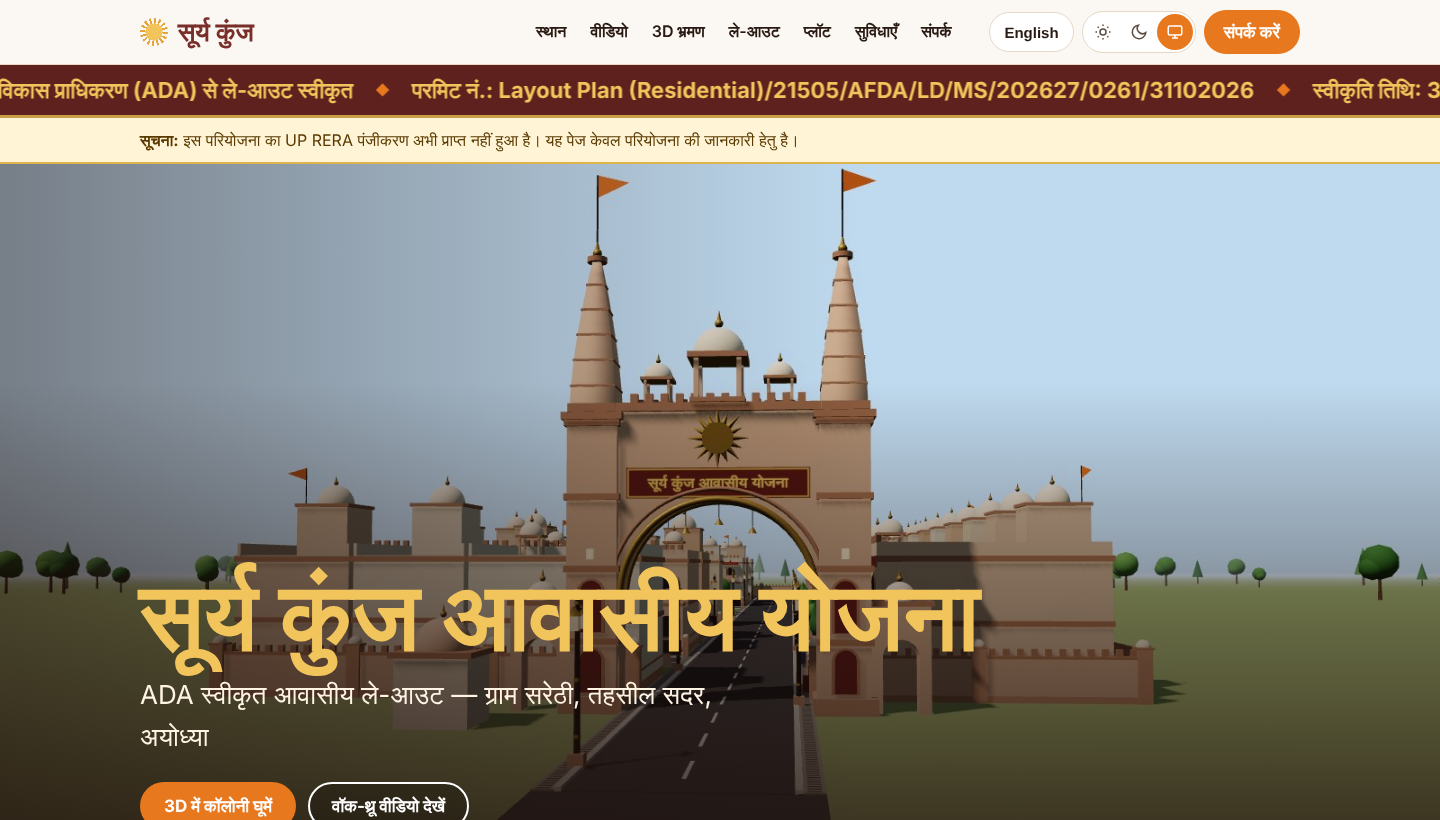 सूर्य कुंज
स्थान वीडियो 3D भ्रमण ले-आउट प्लॉट सुविधाएँ संपर्क English संपर्क करें
विकास प्राधिकरण (ADA) से ले-आउट स्वीकृत ◆ परमिट नं.: Layout Plan (Residential)/21505/AFDA/LD/MS/202627/0261/31102026 ◆ स्वीकृति तिथि: 3
सूचना: इस परियोजना का UP RERA पंजीकरण अभी प्राप्त नहीं हुआ है। यह पेज केवल परियोजना की जानकारी हेतु है।
सूर्य कुंज आवासीय योजना
सूर्य कुंज आवासीय योजना
ADA स्वीकृत आवासीय ले-आउट — ग्राम सरेठी, तहसील सदर,
अयोध्या
3D में कॉलोनी घूमें वॉक-थ्रू वीडियो देखें